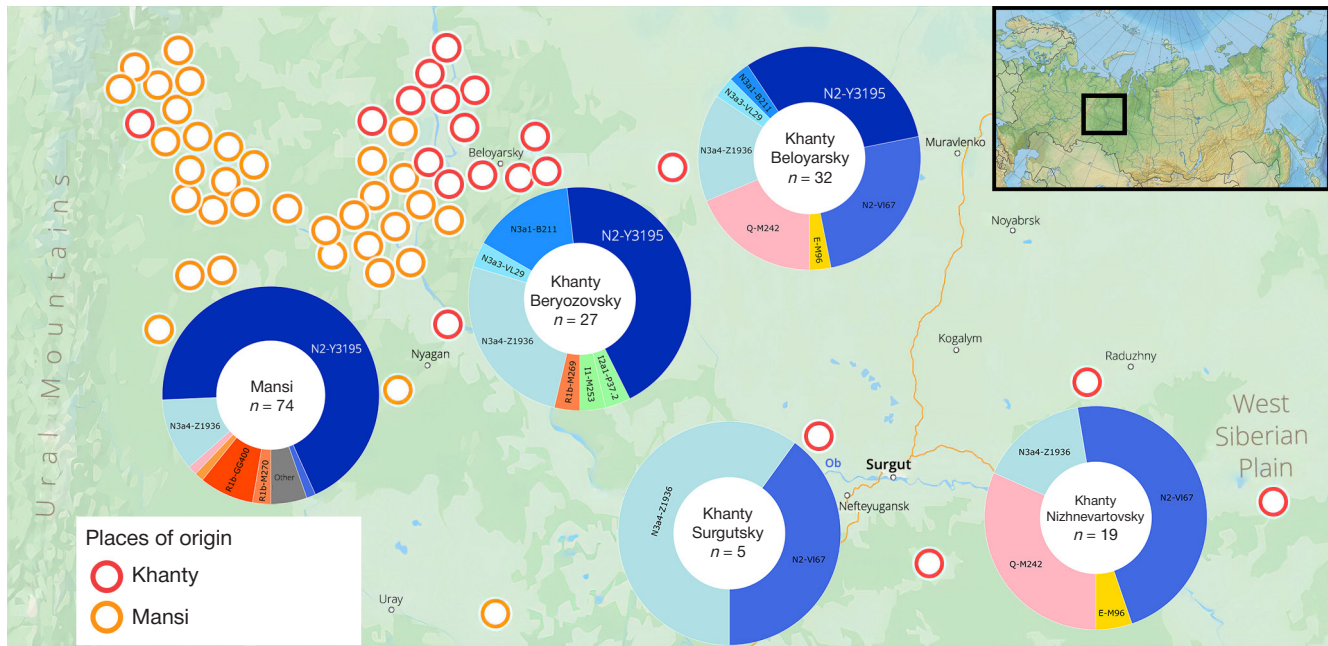 Ural Mountains
Beloyarsky
Muravlenko
Noyabrsk
Kogalym
Raduzhny
Nyagan
Uray
Ob
Surgut
Nefteyugansk
West
Siberian
Plain
N3a1-B211
N3a3-VL29
N3a4-Z1936
Q-M242
E-M96
N2-VI67
N2-Y3195
Khanty
Beloyarsky
n = 32
N3a1-B211
N3a3-VL29
N3a4-Z1936
R1b-M269
I1-M253
I2a1-P37.2
N2-Y3195
Khanty
Beryozovsky
n = 27
N2-Y3195
N3a4-Z1936
R1b-GG400
R1b-M270
Other
Mansi
n = 74
N3a4-Z1936
N2-VI67
Khanty
Surgutsky
n = 5
N3a4-Z1936
N2-VI67
Q-M242
E-M96
Khanty
Nizhnevartovsky
n = 19
Places of origin
Khanty
Mansi